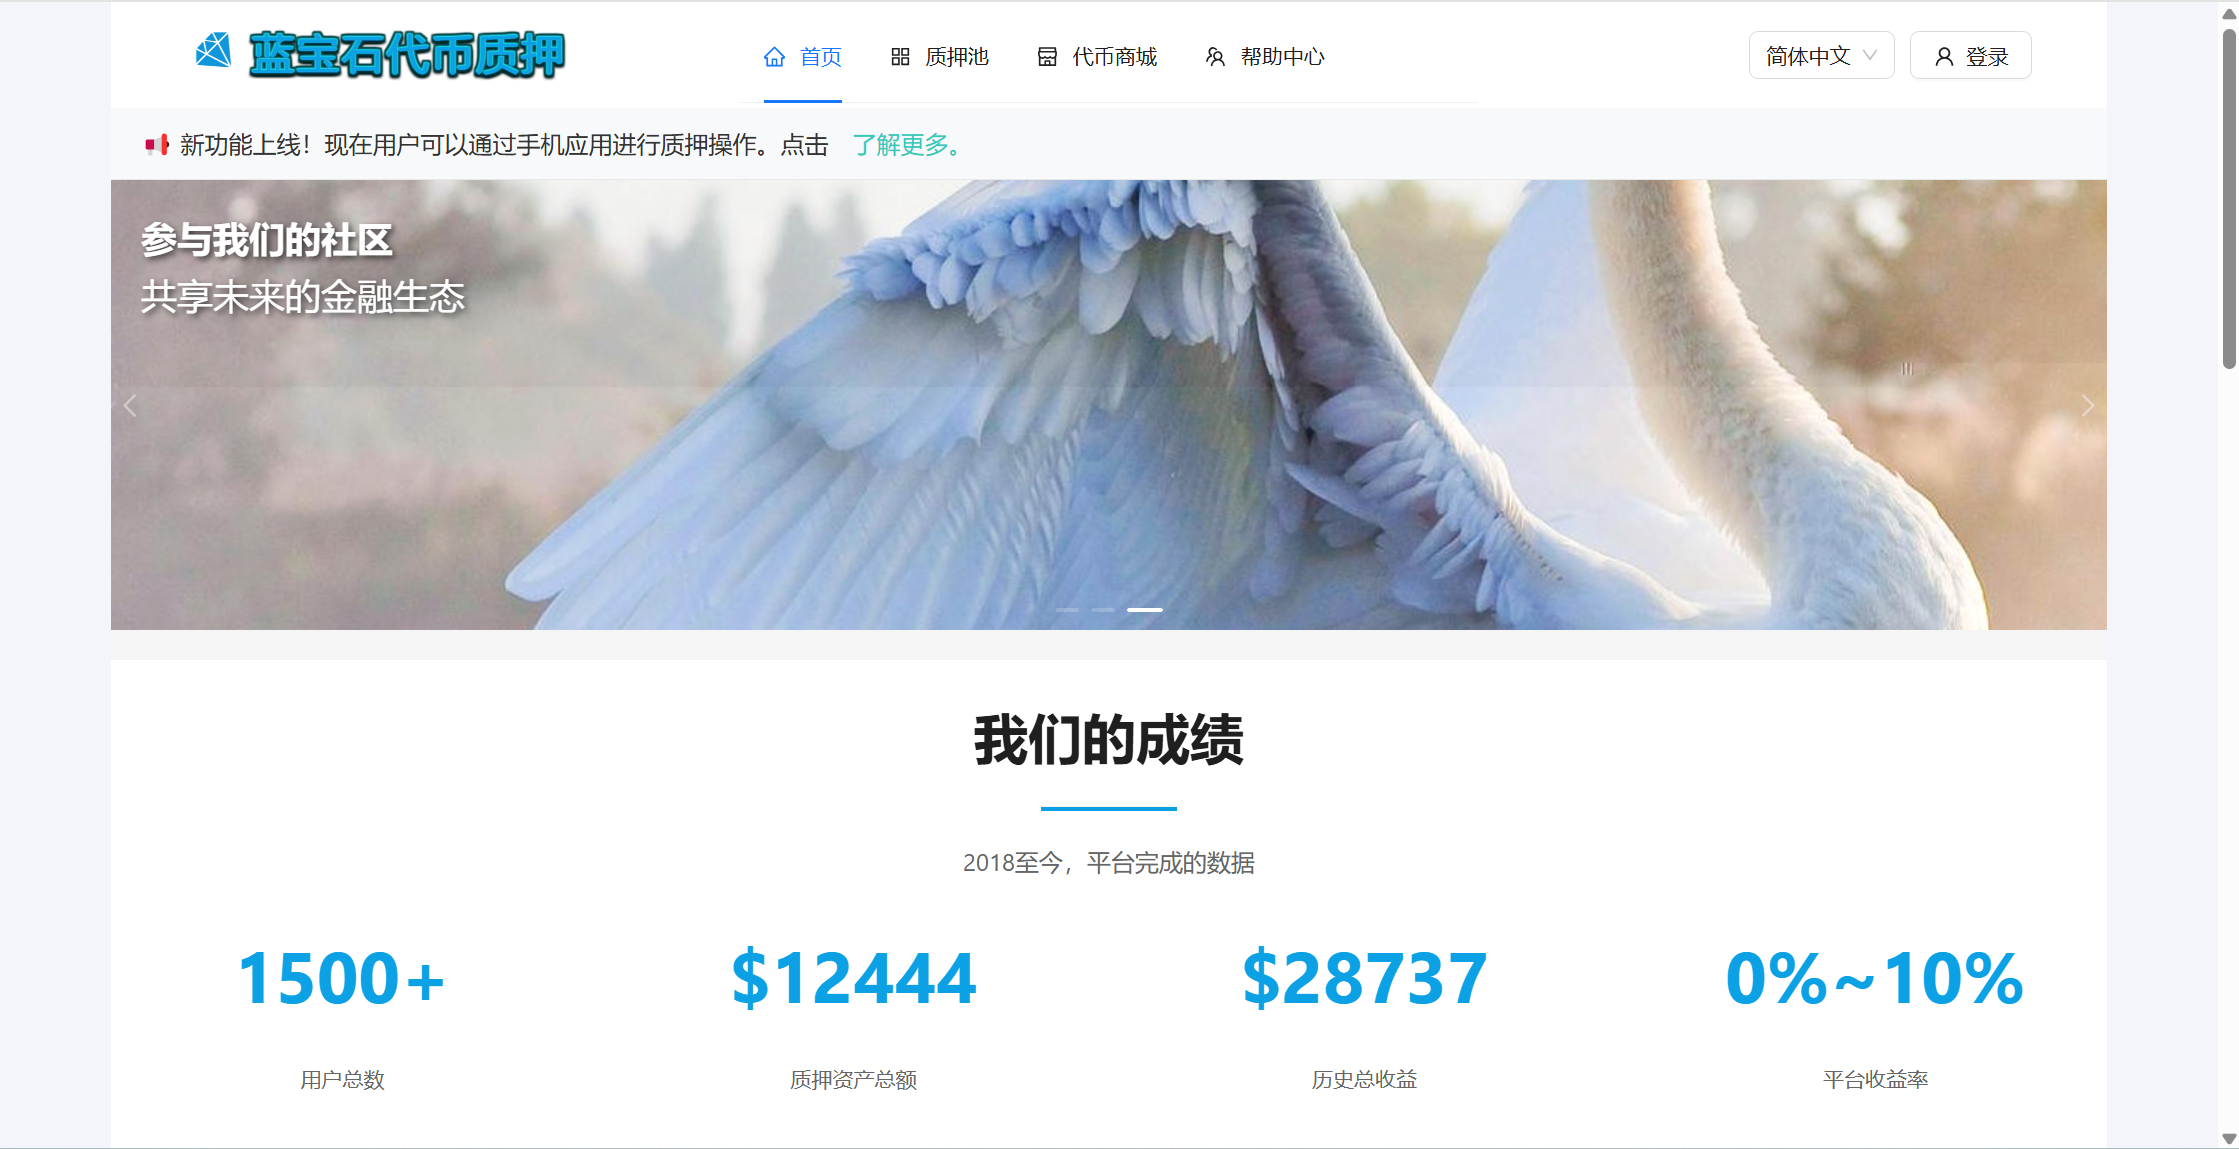 蓝宝石代币质押
首页
质押池
代币商城
帮助中心
简体中文
登录
新功能上线！现在用户可以通过手机应用进行质押操作。点击 了解更多。
参与我们的社区
共享未来的金融生态
我们的成绩
2018至今，平台完成的数据
1500+
$12444
$28737
0%~10%
用户总数
质押资产总额
历史总收益
平台收益率